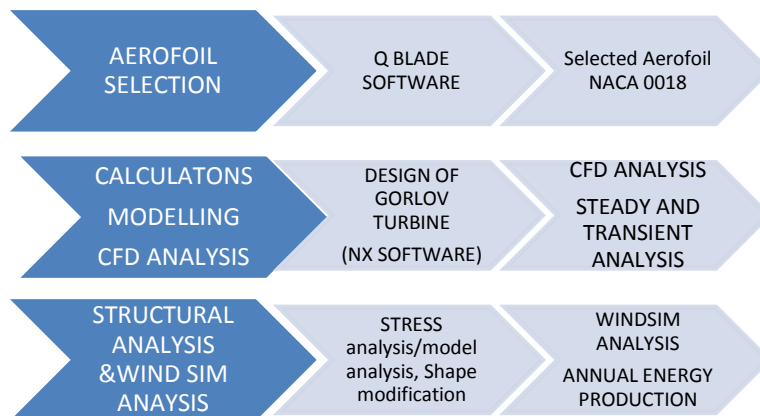 AEROFOIL
SELECTION
Q BLADE
SOFTWARE
Selected Aerofoil
NACA 0018
CALCULATONS
MODELLING
CFD ANALYSIS
DESIGN OF
GORLOV
TURBINE
(NX SOFTWARE)
CFD ANALYSIS
STEADY AND
TRANSIENT
ANALYSIS
STRUCTURAL
ANALYSIS
&WIND SIM
ANAYSIS
STRESS
analysis/model
analysis, Shape
modification
WINDSIM
ANALYSIS
ANNUAL ENERGY
PRODUCTION